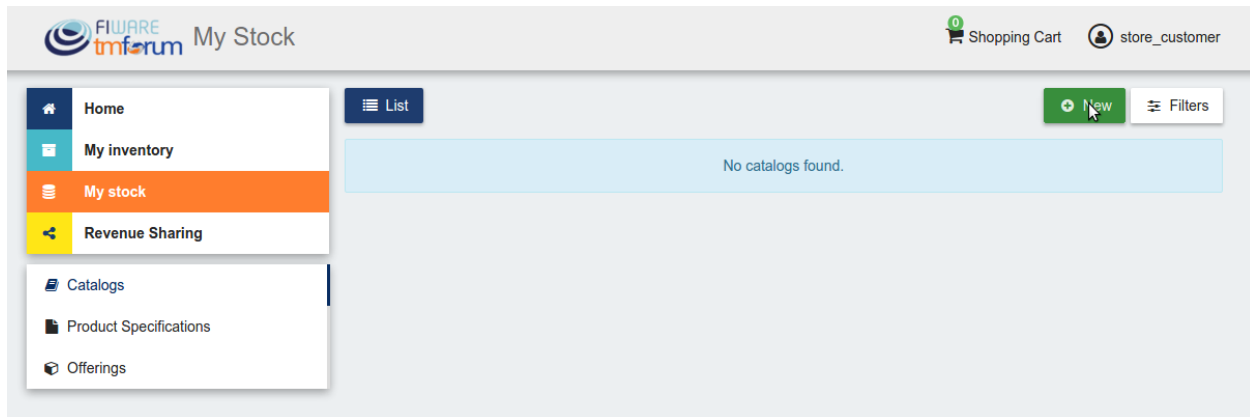 FIWARE
tmforum My Stock
0
Shopping Cart
store_customer
Home
My inventory
My stock
Revenue Sharing
Catalogs
Product Specifications
Offerings
List
New
Filters
No catalogs found.